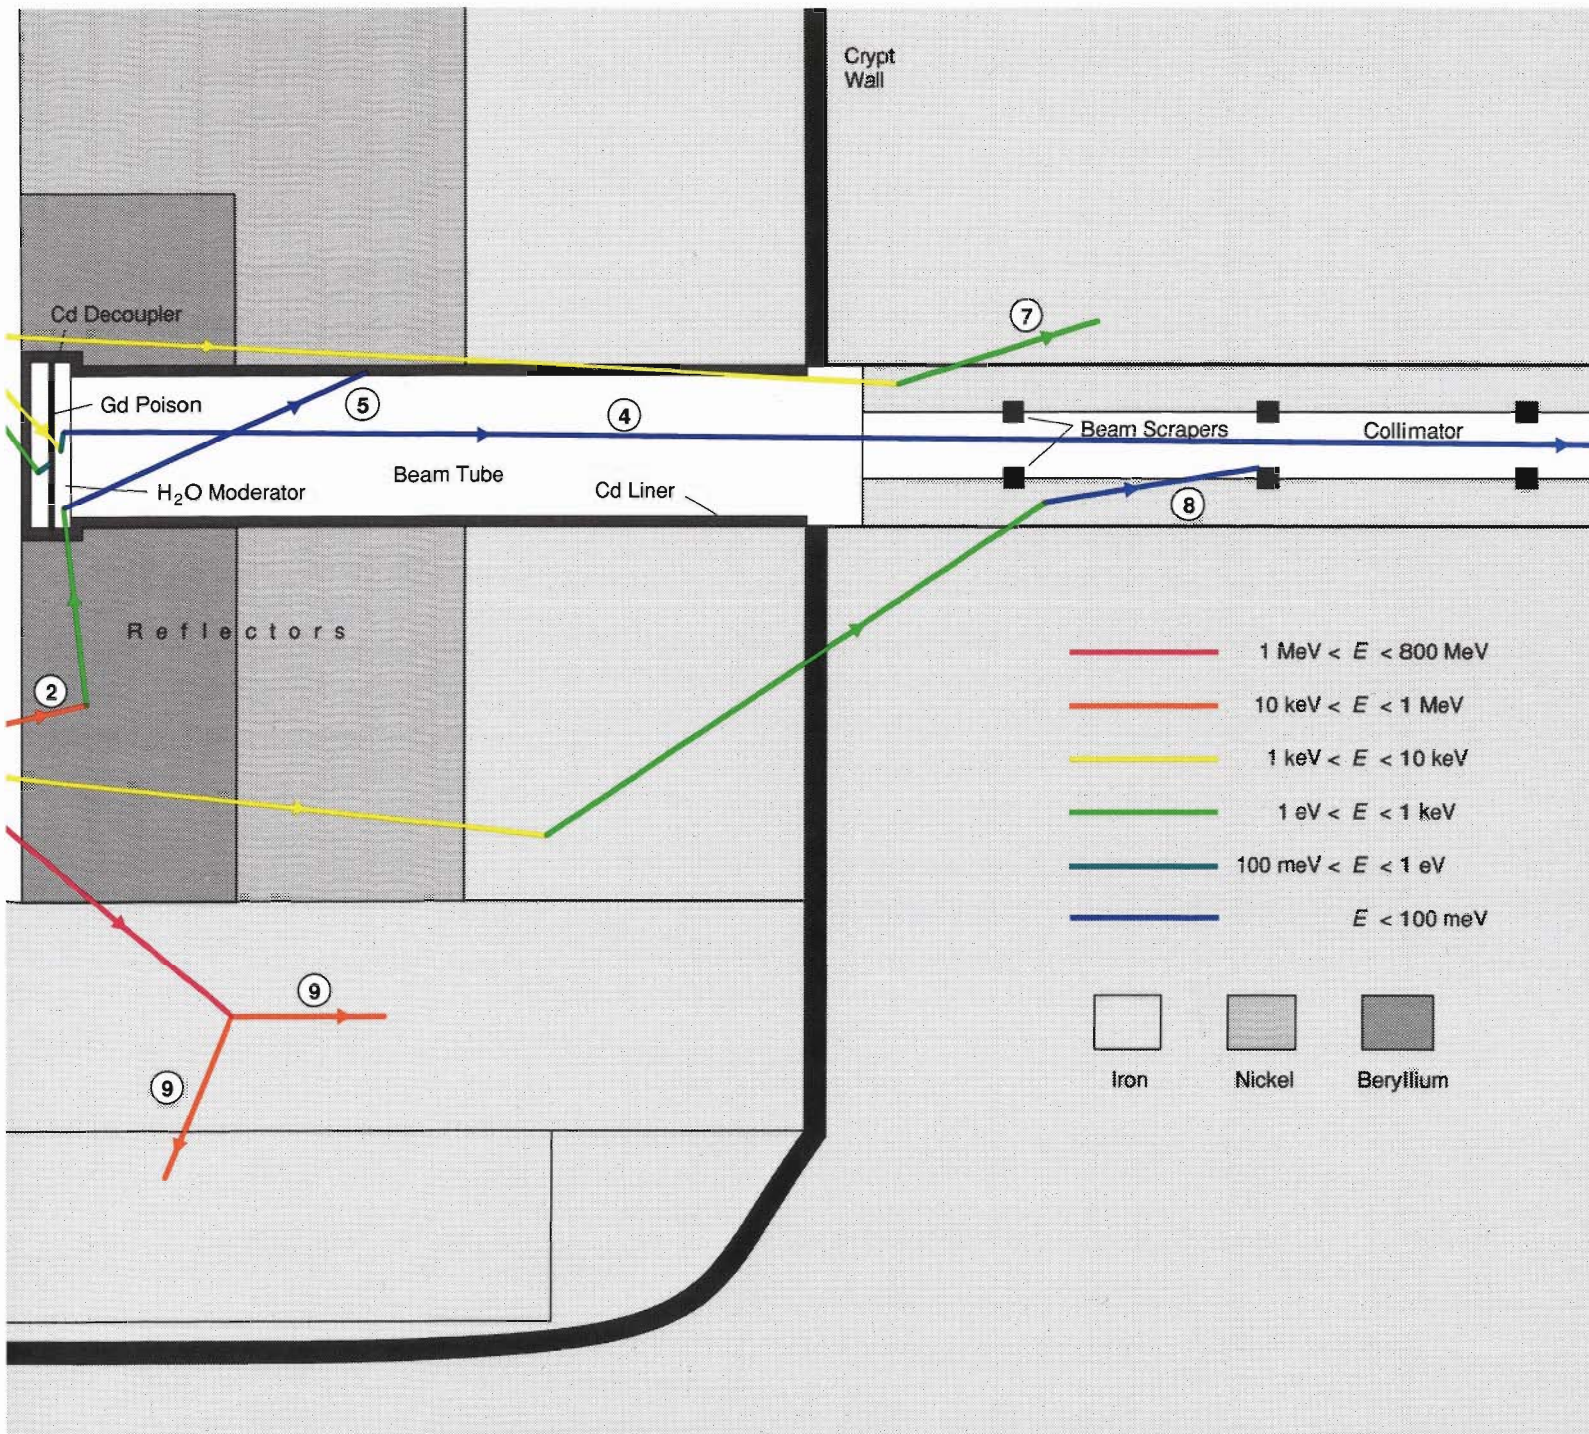 Crypt
Wall
7
Cd Decoupler
Gd Poison
5
4
Beam Scrapers
Collimator
Beam Tube
H₂O Moderator
Cd Liner
8
Reflectors
2
1 MeV < E < 800 MeV
10 keV < E < 1 MeV
1 keV < E < 10 keV
1 eV < E < 1 keV
100 meV < E < 1 eV
E < 100 meV
9
9
Iron
Nickel
Beryllium